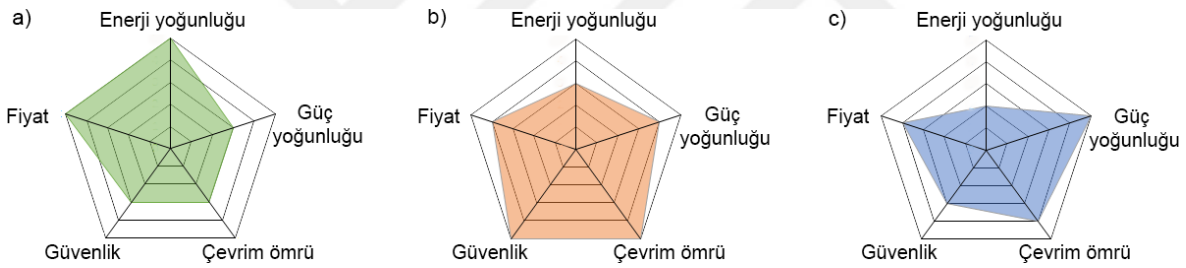 a)
Enerji yoğunluğu
Fiyat
Güç
yoğunluğu
Güvenlik
Çevrim ömrü
b)
Enerji yoğunluğu
Fiyat
Güç
yoğunluğu
Güvenlik
Çevrim ömrü
c)
Enerji yoğunluğu
Fiyat
Güç
yoğunluğu
Güvenlik
Çevrim ömrü